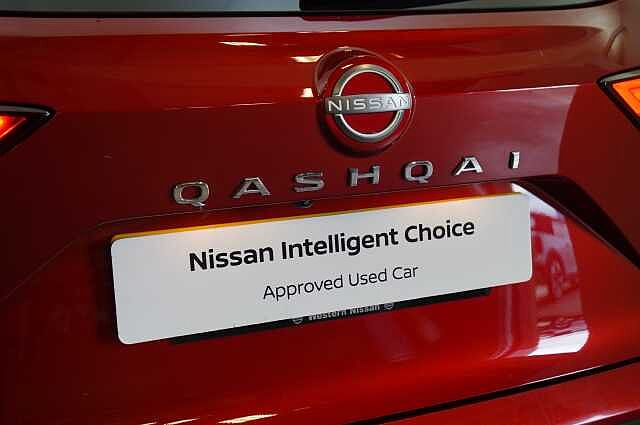 NISSAN
QASHQAI
Nissan Intelligent Choice
Approved Used Car
Western Nissan